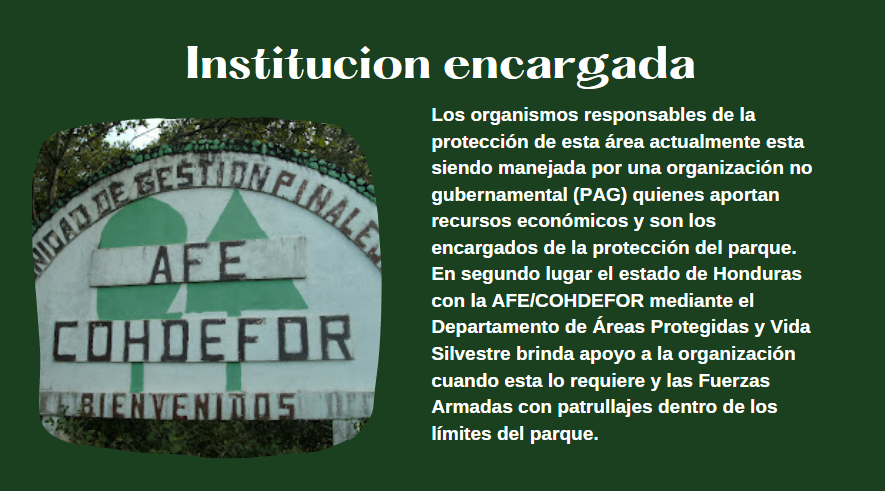 Institucion encargada
Los organismos responsables de la
protección de esta área actualmente esta
siendo manejada por una organización no
gubernamental (PAG) quienes aportan
recursos económicos y son los
encargados de la protección del parque.
En segundo lugar el estado de Honduras
con la AFE/COHDEFOR mediante el
Departamento de Áreas Protegidas y Vida
Silvestre brinda apoyo a la organización
cuando esta lo requiere y las Fuerzas
Armadas con patrullajes dentro de los
límites del parque.
NIDAD DE GESTION PINALE
AFE
COHDEFOR
BIENVENIDOS